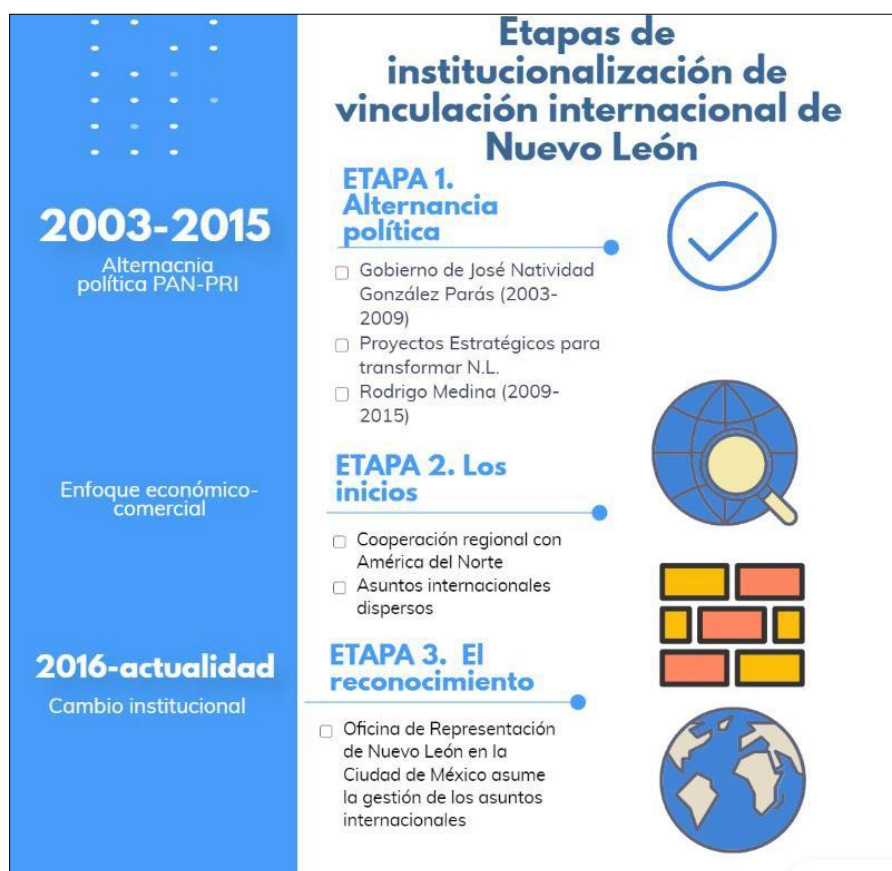 Etapas de
institucionalización de
vinculación internacional de
Nuevo León
2003-2015
Alternacnia
política PAN-PRI
ETAPA 1.
Alternancia
política
Gobierno de José Natividad
González Parás (2003-
2009)
Proyectos Estratégicos para
transformar N.L.
Rodrigo Medina (2009-
2015)
Enfoque económico-
comercial
ETAPA 2. Los
inicios
Cooperación regional con
América del Norte
Asuntos internacionales
dispersos
2016-actualidad
Cambio institucional
ETAPA 3. El
reconocimiento
Oficina de Representación
de Nuevo León en la
Ciudad de México asume
la gestión de los asuntos
internacionales